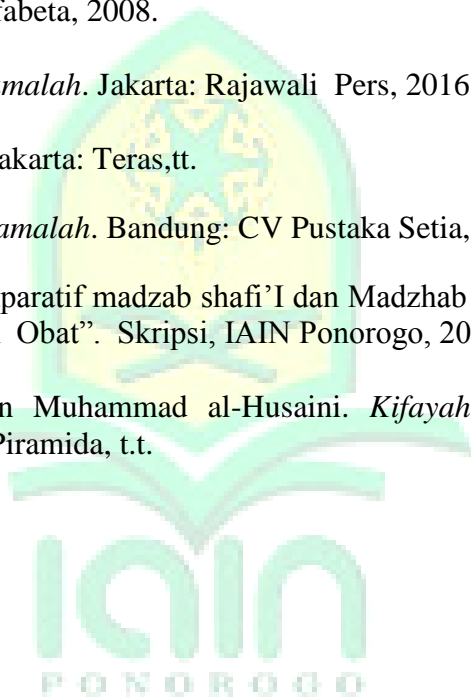 fabeta, 2008.
amalah. Jakarta: Rajawali Pers, 2016
akarta: Teras,tt.
amalah. Bandung: CV Pustaka Setia,
paratif madzab shafi’I dan Madzhab
Obat”. Skripsi, IAIN Ponorogo, 20
n Muhammad al-Husaini. Kifayah
Piramida, t.t.
iain
PONOROGO